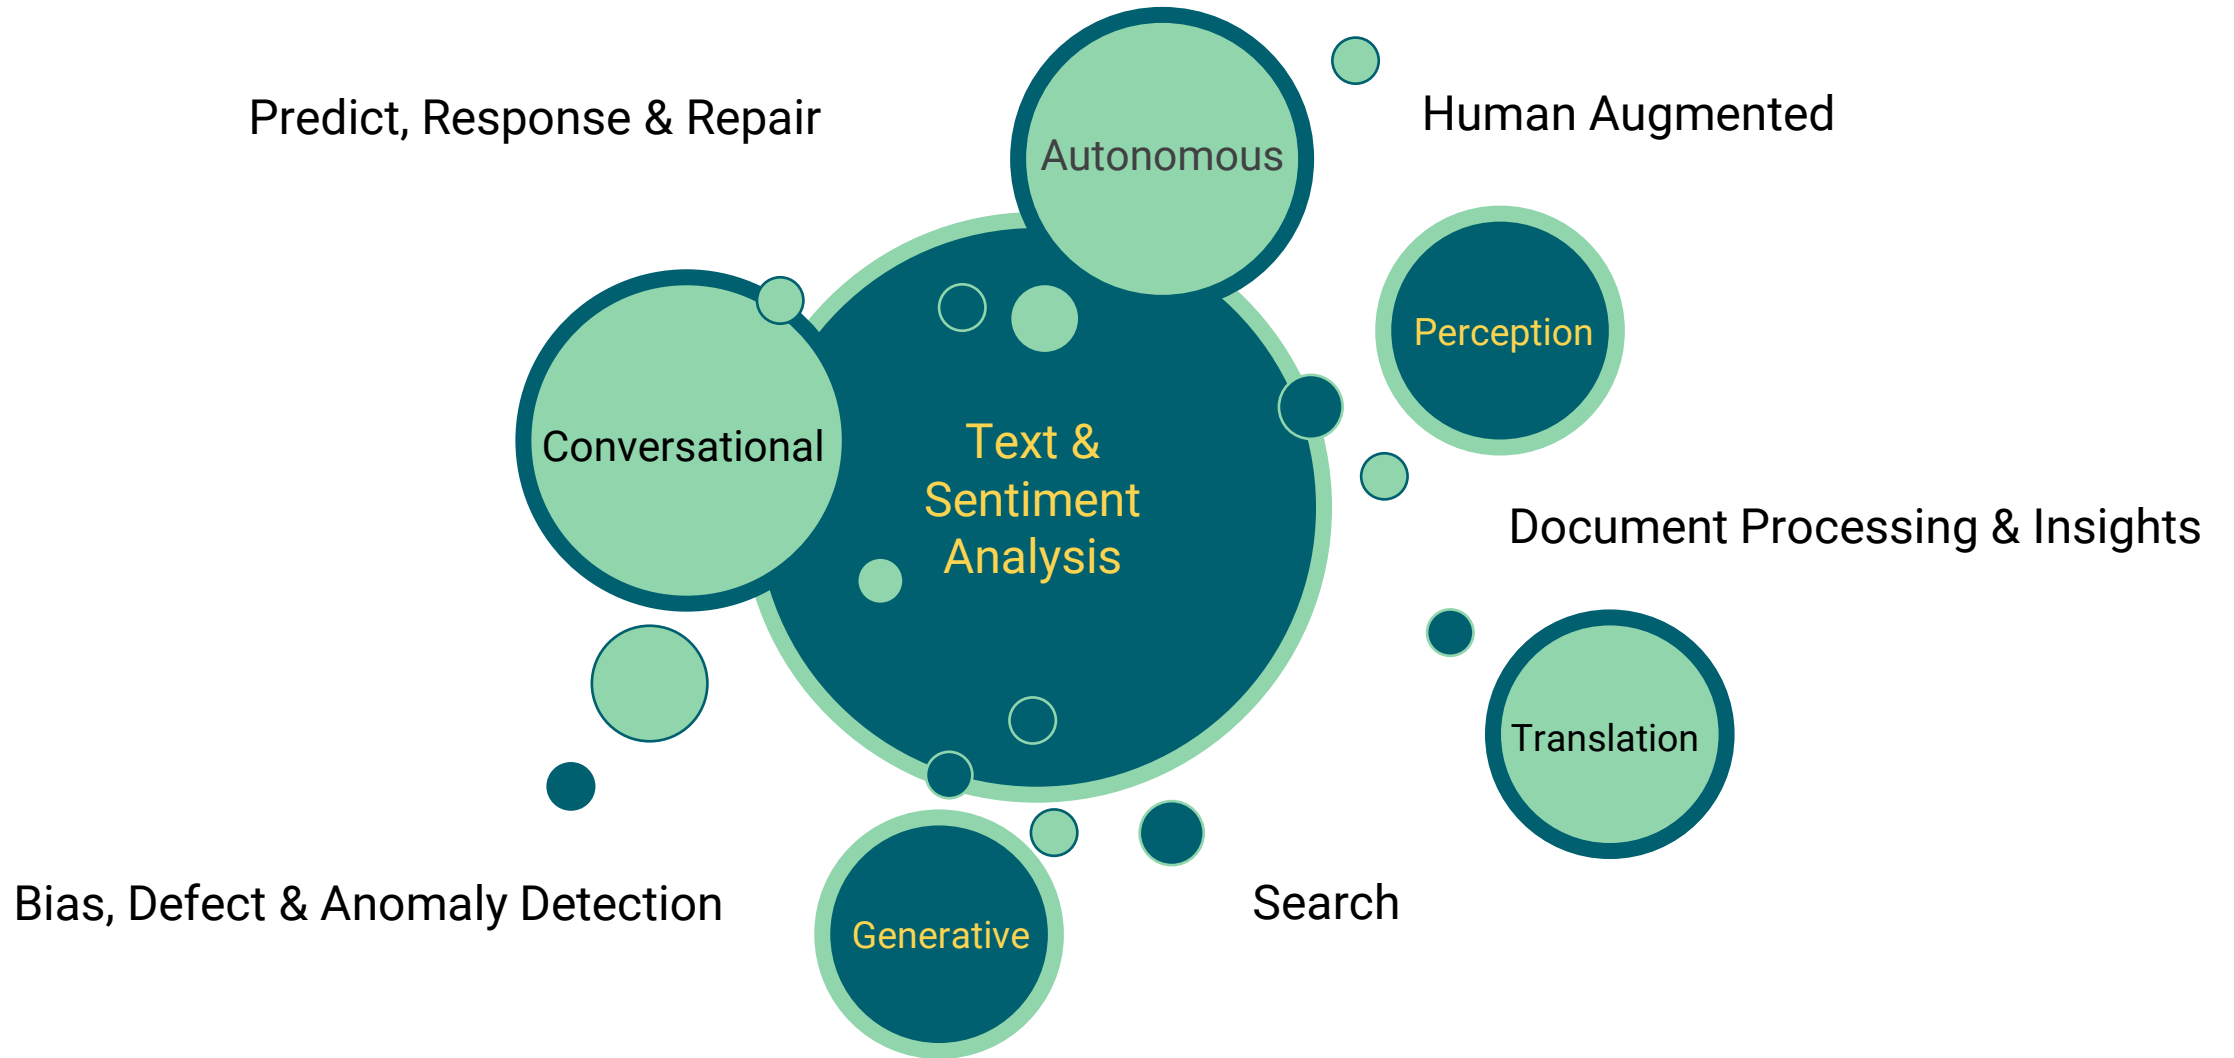 Predict, Response & Repair
Autonomous
Human Augmented
Perception
Conversational
Text &
Sentiment
Analysis
Document Processing & Insights
Translation
Bias, Defect & Anomaly Detection
Generative
Search